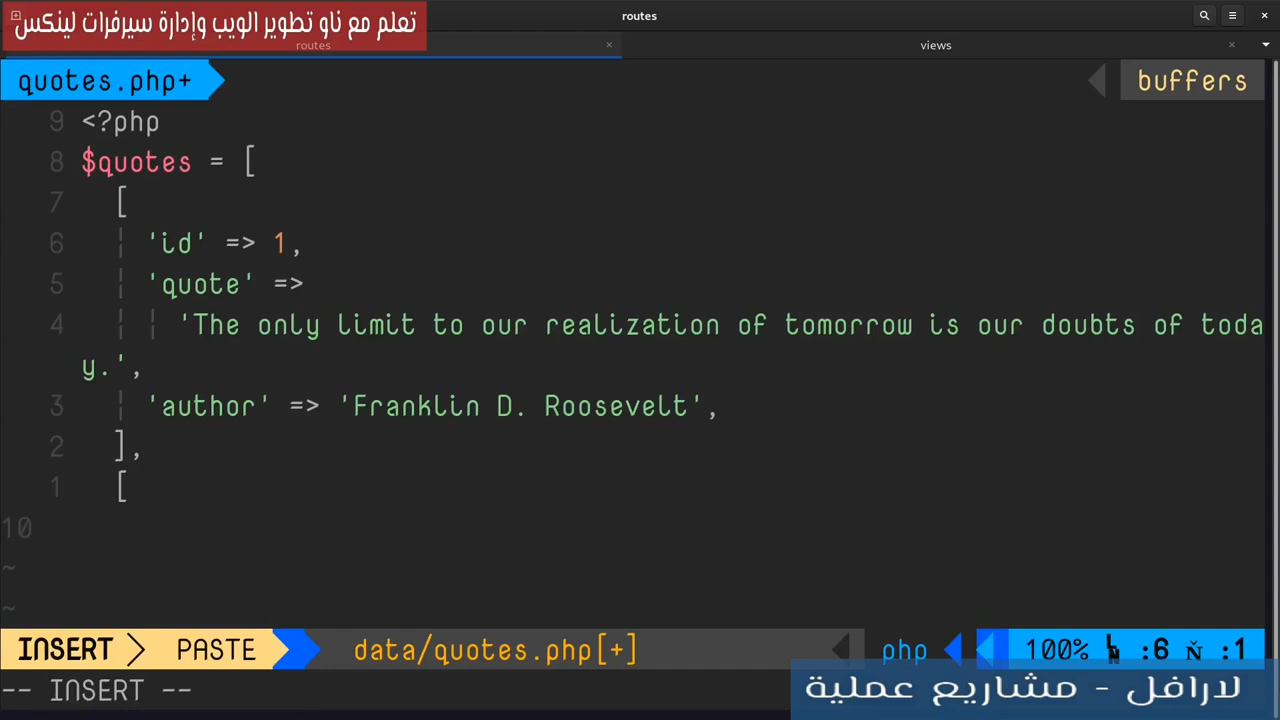 تعلم مع ناو تطوير الويب وإدارة سيرفرات لينكس
routes
routes
views
quotes.php+
buffers
9 <?php
8 $quotes = [
7 [
6 'id' => 1,
5 'quote' =>
4 'The only limit to our realization of tomorrow is our doubts of toda
y.',
3 'author' => 'Franklin D. Roosevelt',
2 ],
1 [
10
~
~
INSERT PASTE data/quotes.php[+] php 100% :6 :1
-- INSERT --
لارافل - مشاريع عملية